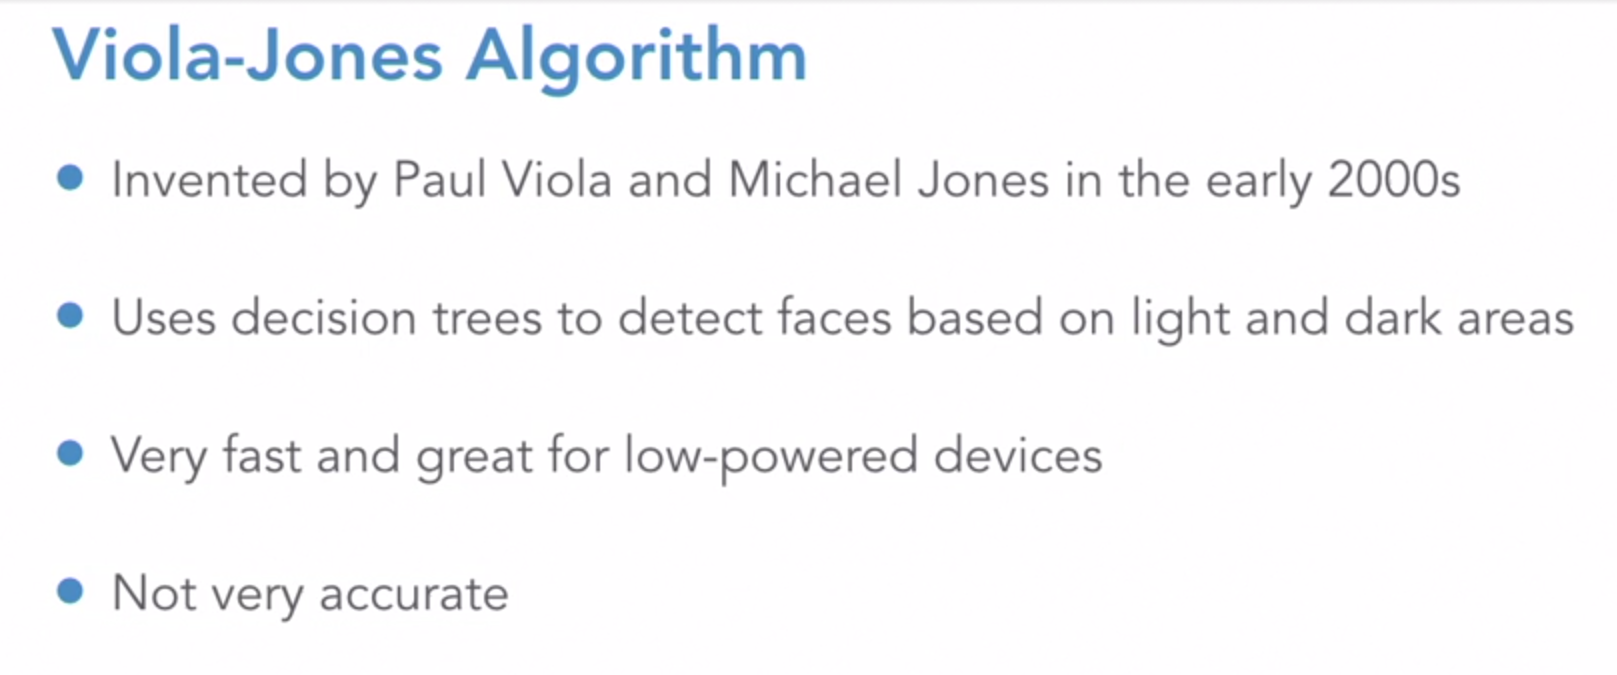 Viola-Jones Algorithm
Invented by Paul Viola and Michael Jones in the early 2000s
Uses decision trees to detect faces based on light and dark areas
Very fast and great for low-powered devices
Not very accurate